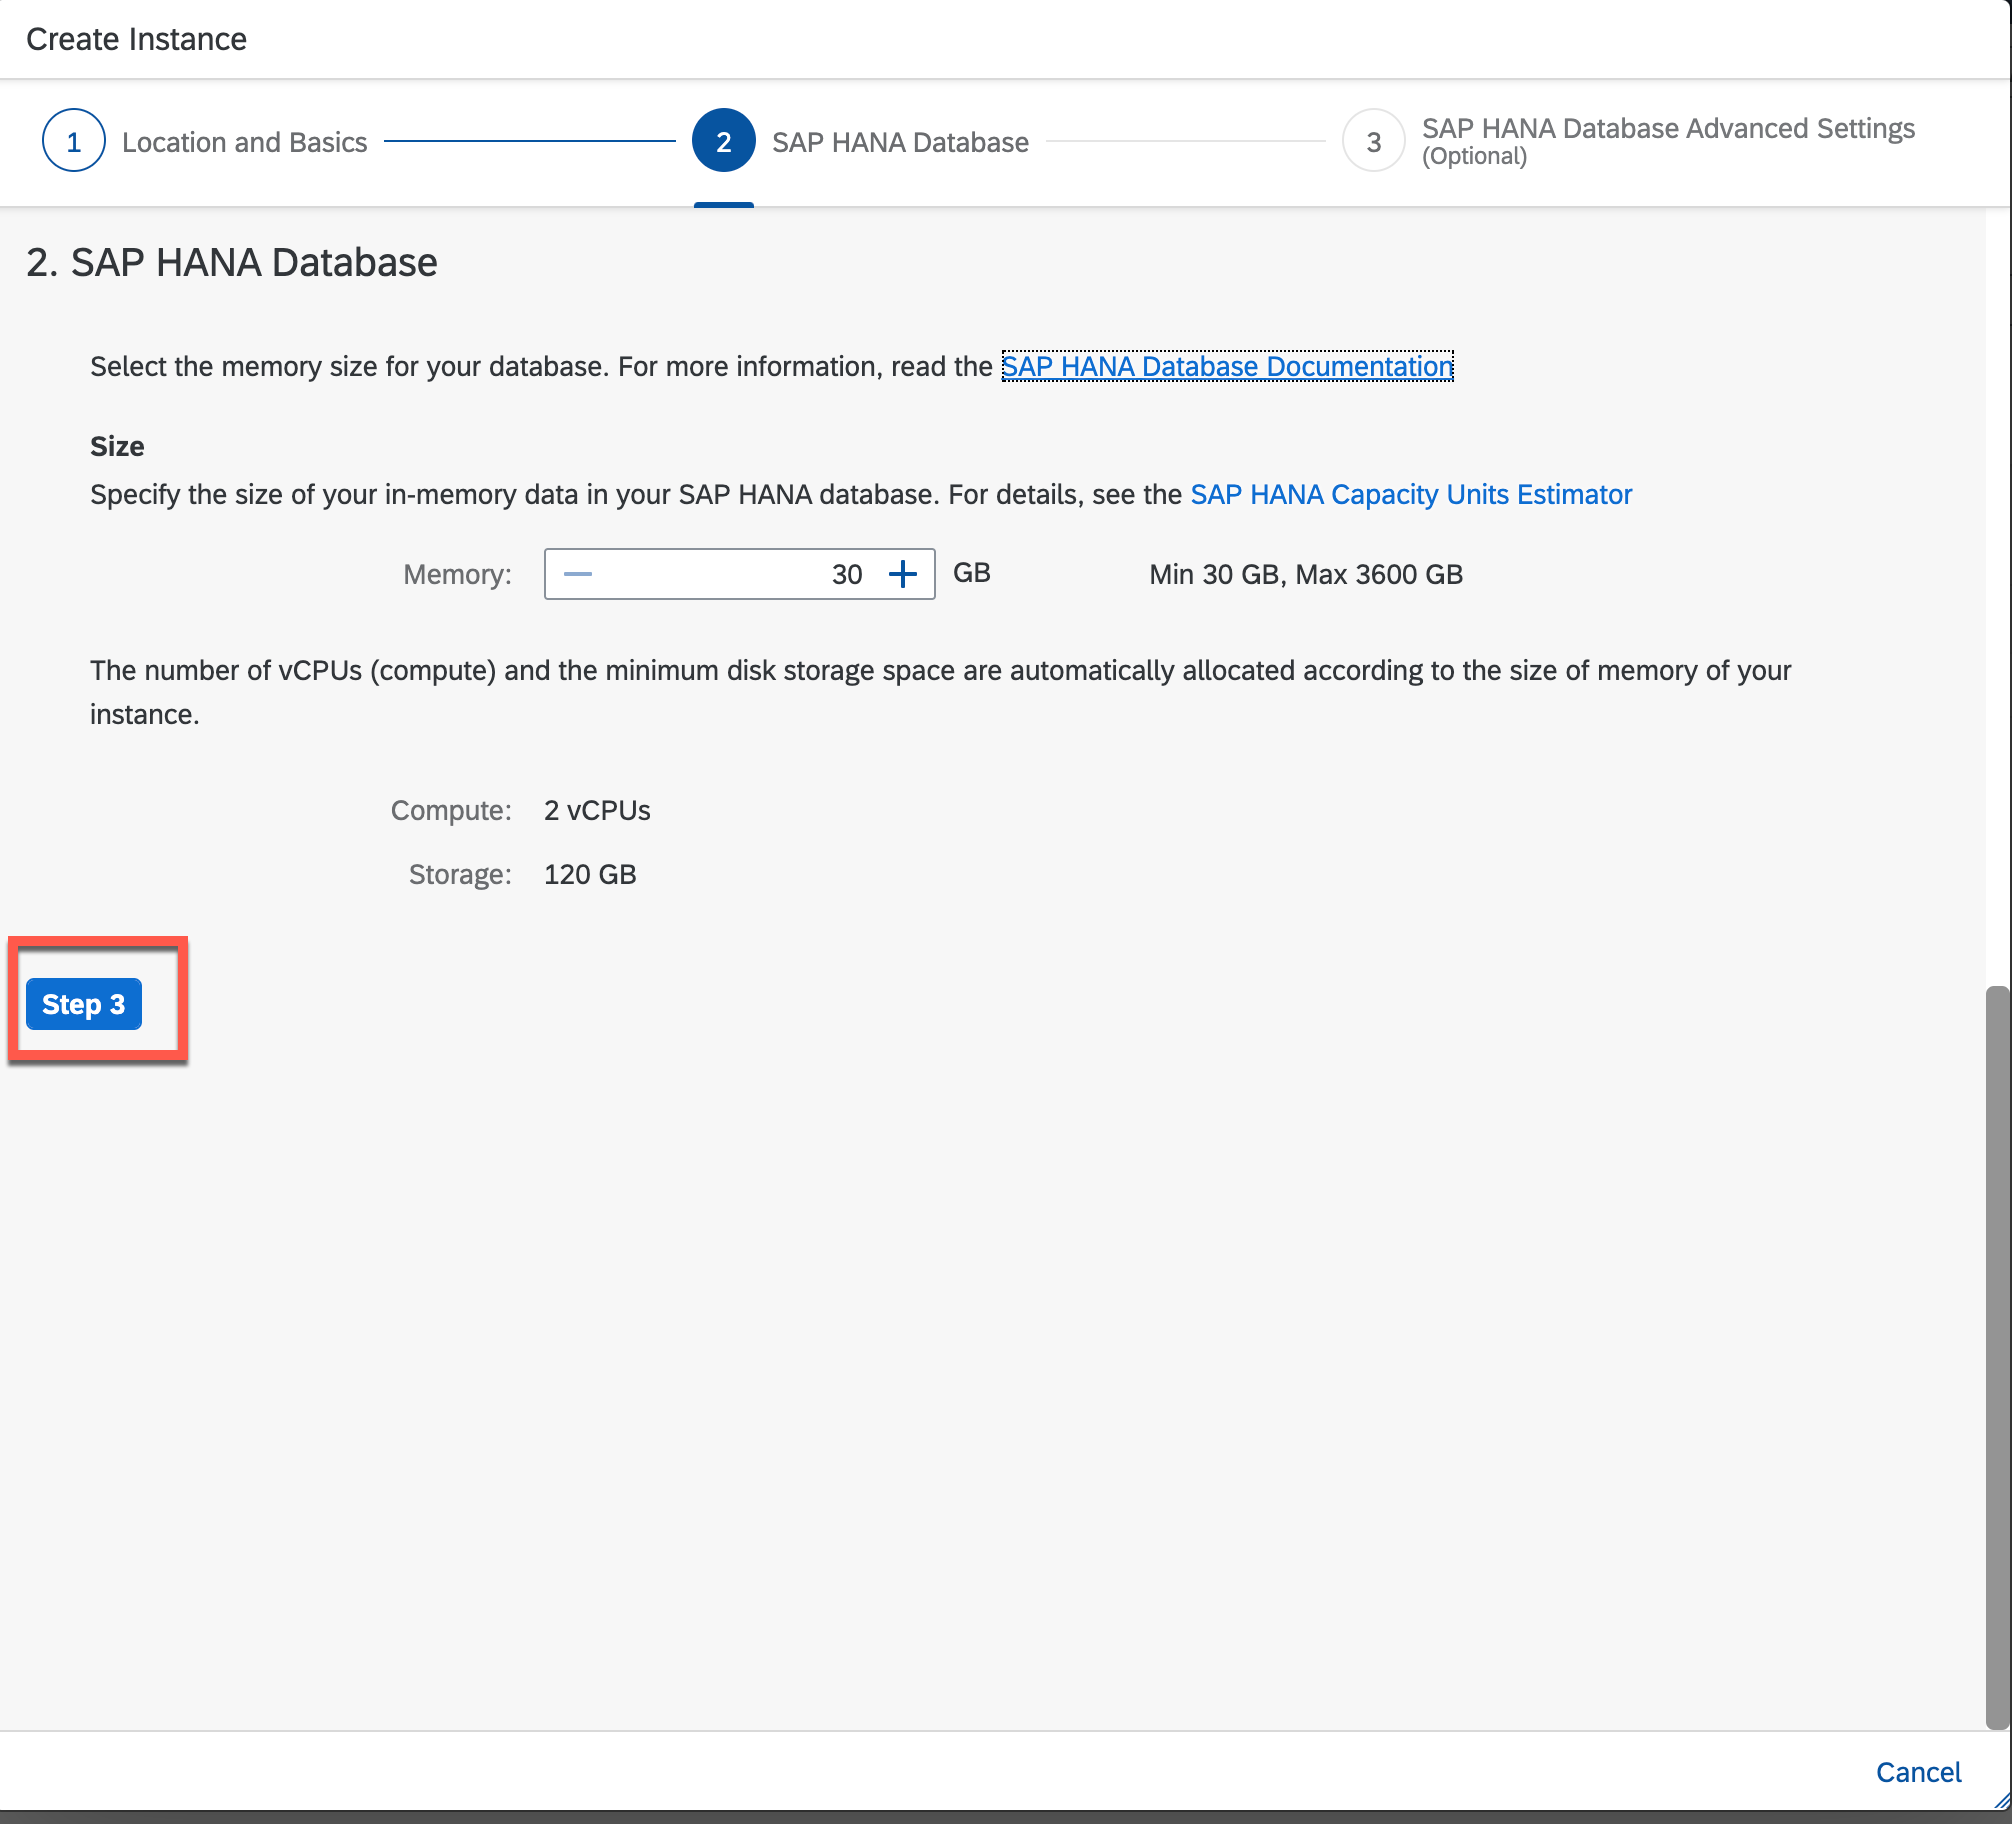 Create Instance
1 Location and Basics
2 SAP HANA Database
3 SAP HANA Database Advanced Settings
(Optional)
2. SAP HANA Database
Select the memory size for your database. For more information, read the SAP HANA Database Documentation
Size
Specify the size of your in-memory data in your SAP HANA database. For details, see the SAP HANA Capacity Units Estimator
Memory: 30 GB Min 30 GB, Max 3600 GB
The number of vCPUs (compute) and the minimum disk storage space are automatically allocated according to the size of memory of your
instance.
Compute: 2 vCPUs
Storage: 120 GB
Step 3
Cancel